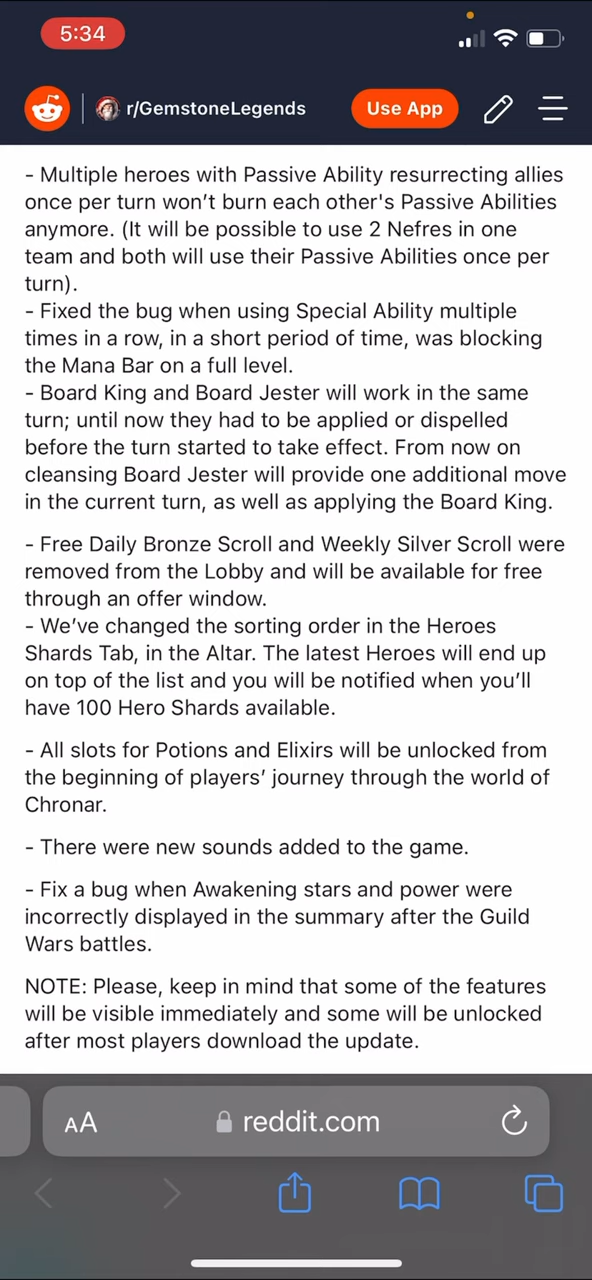 5:34
r/GemstoneLegends
Use App
- Multiple heroes with Passive Ability resurrecting allies
once per turn won’t burn each other's Passive Abilities
anymore. (It will be possible to use 2 Nefres in one
team and both will use their Passive Abilities once per
turn).
- Fixed the bug when using Special Ability multiple
times in a row, in a short period of time, was blocking
the Mana Bar on a full level.
- Board King and Board Jester will work in the same
turn; until now they had to be applied or dispelled
before the turn started to take effect. From now on
cleansing Board Jester will provide one additional move
in the current turn, as well as applying the Board King.
- Free Daily Bronze Scroll and Weekly Silver Scroll were
removed from the Lobby and will be available for free
through an offer window.
- We’ve changed the sorting order in the Heroes
Shards Tab, in the Altar. The latest Heroes will end up
on top of the list and you will be notified when you’ll
have 100 Hero Shards available.
- All slots for Potions and Elixirs will be unlocked from
the beginning of players’ journey through the world of
Chronar.
- There were new sounds added to the game.
- Fix a bug when Awakening stars and power were
incorrectly displayed in the summary after the Guild
Wars battles.
NOTE: Please, keep in mind that some of the features
will be visible immediately and some will be unlocked
after most players download the update.
AA
reddit.com